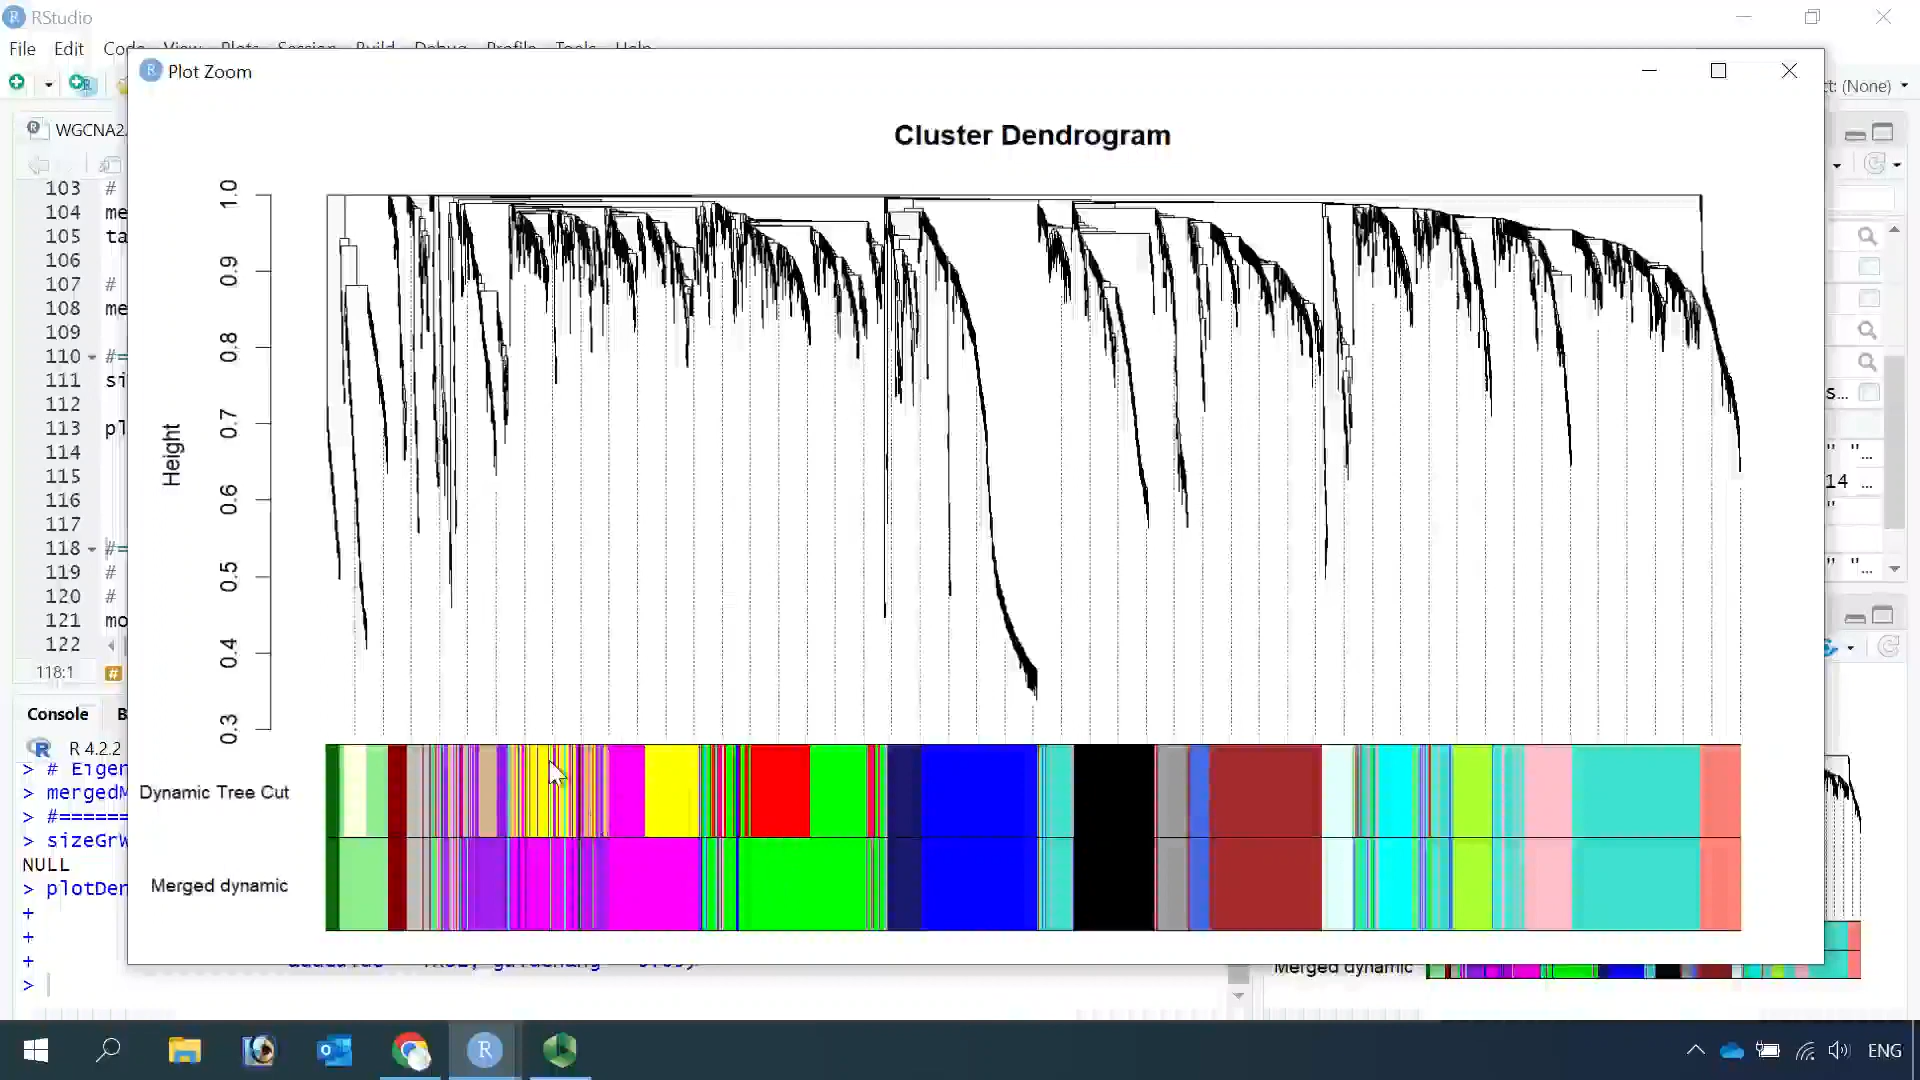 RStudio
File Edit
Plot Zoom
(None)
WGCNA2.
Cluster Dendrogram
Height
1.0
0.9
0.8
0.7
0.6
0.5
0.4
0.3
Dynamic Tree Cut
Merged dynamic
103 #
104 me
105 ta
106
107 #
108 me
109
110 #=
111 si
112
113 pl
114
115
116
117
118 #=
119 #
120 #
121 mo
122
118:1
s...
" "...
14 ...
"
" "...
Console B
R 4.2.2
> # Eigen
> mergedM
> #======
> sizeGrW
NULL
> plotDen
+
+
+
>
Merged dynamic
ENG